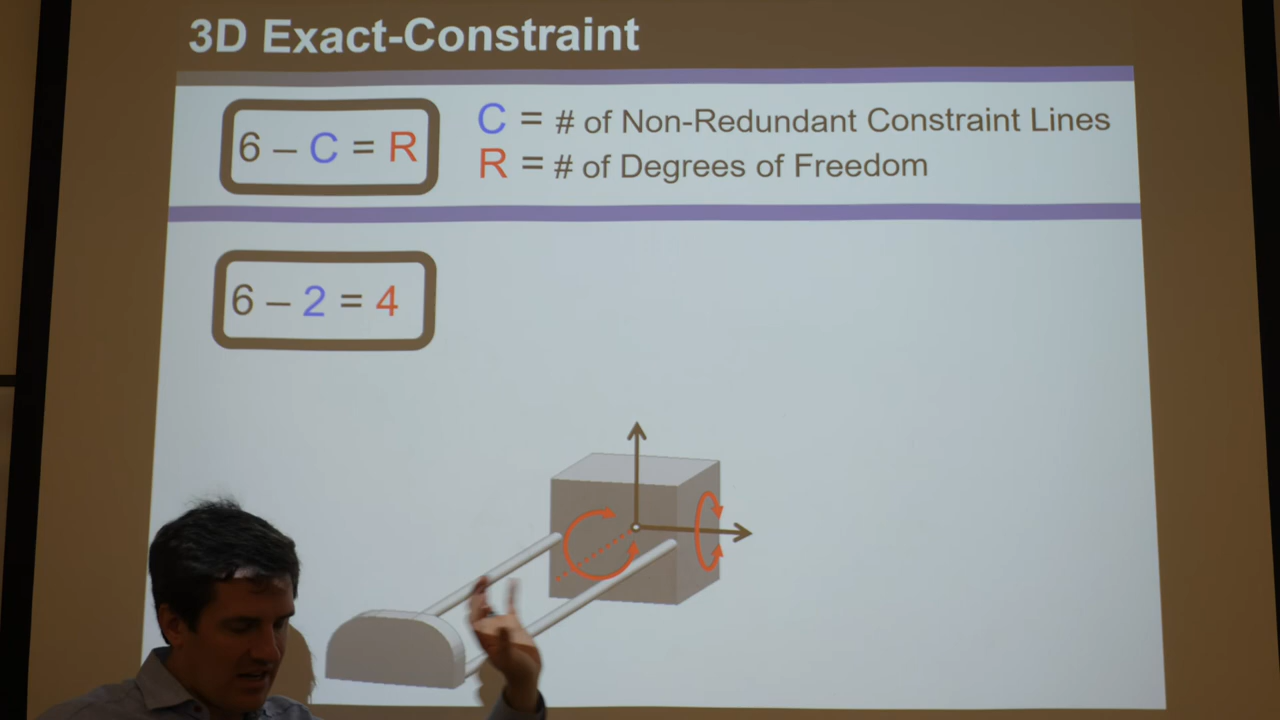 3D Exact-Constraint
6 – C = R
C = # of Non-Redundant Constraint Lines
R = # of Degrees of Freedom
6 – 2 = 4